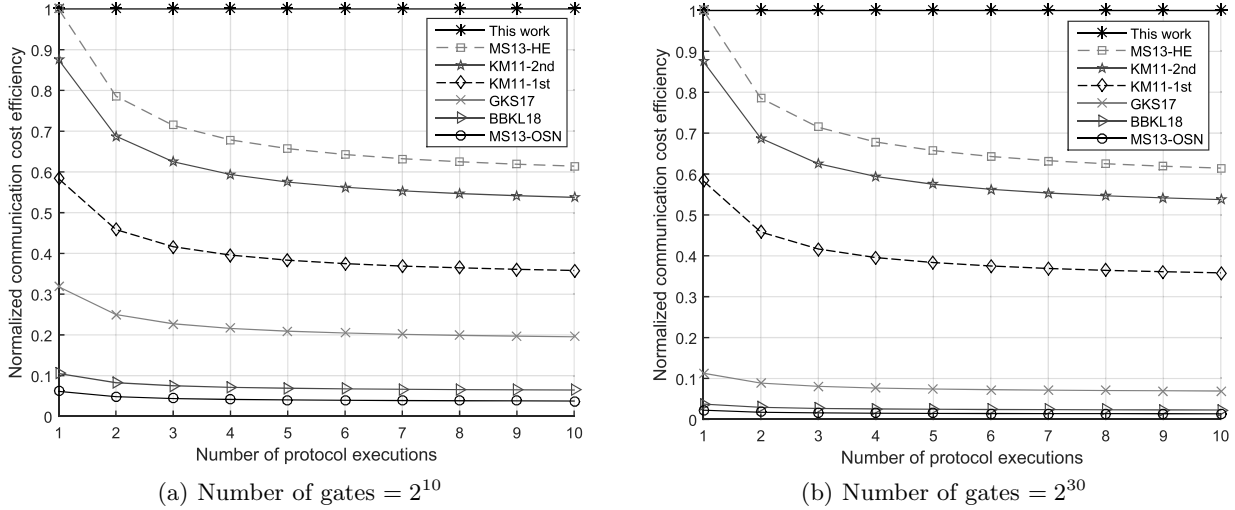 Normalized communication cost efficiency
1
0.9
0.8
0.7
0.6
0.5
0.4
0.3
0.2
0.1
0
This work
MS13-HE
KM11-2nd
KM11-1st
GKS17
BBKL18
MS13-OSN
1 2 3 4 5 6 7 8 9 10
Number of protocol executions
(a) Number of gates = 2^10
Normalized communication cost efficiency
1
0.9
0.8
0.7
0.6
0.5
0.4
0.3
0.2
0.1
0
This work
MS13-HE
KM11-2nd
KM11-1st
GKS17
BBKL18
MS13-OSN
1 2 3 4 5 6 7 8 9 10
Number of protocol executions
(b) Number of gates = 2^30